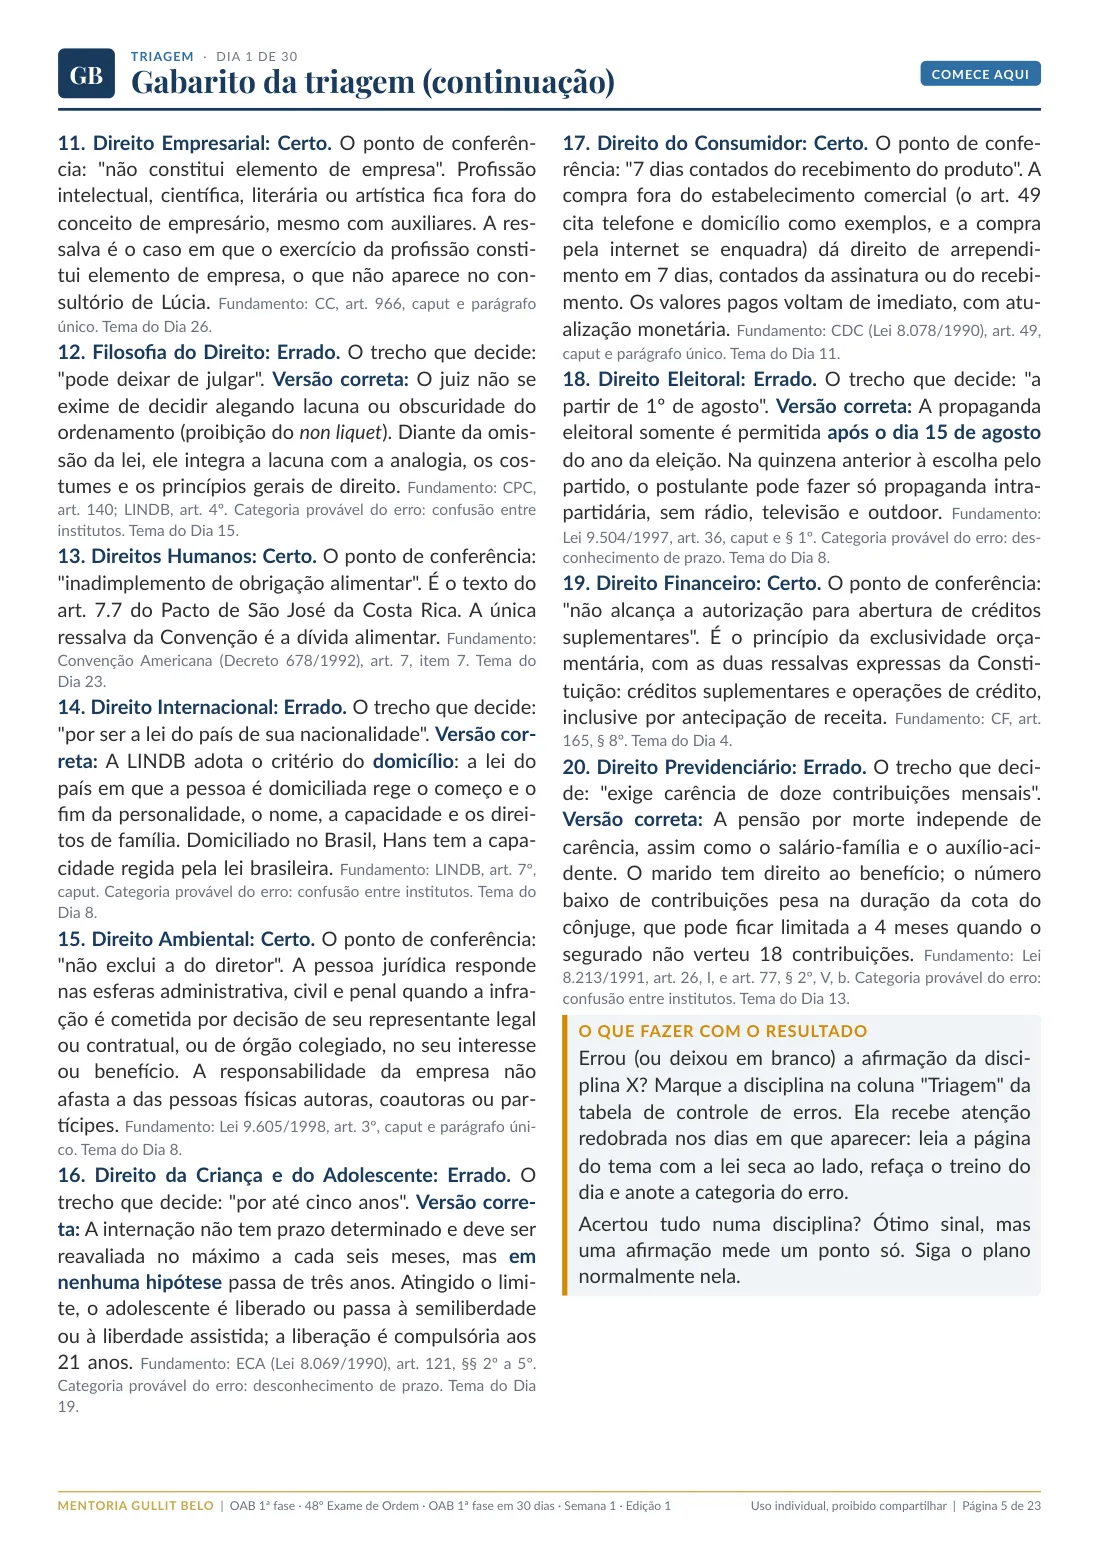 GB
TRIAGEM · DIA 1 DE 30
Gabarito da triagem (continuação)
COMECE AQUI
11. Direito Empresarial: Certo. O ponto de conferên-
cia: "não constitui elemento de empresa". Profissão
intelectual, científica, literária ou artística fica fora do
conceito de empresário, mesmo com auxiliares. A res-
salva é o caso em que o exercício da profissão consti-
tui elemento de empresa, o que não aparece no con-
sultório de Lúcia. Fundamento: CC, art. 966, caput e parágrafo
único. Tema do Dia 26.
12. Filosofia do Direito: Errado. O trecho que decide:
"pode deixar de julgar". Versão correta: O juiz não se
exime de decidir alegando lacuna ou obscuridade do
ordenamento (proibição do non liquet). Diante da omis-
são da lei, ele integra a lacuna com a analogia, os cos-
tumes e os princípios gerais de direito. Fundamento: CPC,
art. 140; LINDB, art. 4º. Categoria provável do erro: confusão entre
institutos. Tema do Dia 15.
13. Direitos Humanos: Certo. O ponto de conferência:
"inadimplemento de obrigação alimentar". É o texto do
art. 7.7 do Pacto de São José da Costa Rica. A única
ressalva da Convenção é a dívida alimentar. Fundamento:
Convenção Americana (Decreto 678/1992), art. 7, item 7. Tema do
Dia 23.
14. Direito Internacional: Errado. O trecho que decide:
"por ser a lei do país de sua nacionalidade". Versão cor-
reta: A LINDB adota o critério do domicílio: a lei do
país em que a pessoa é domiciliada rege o começo e o
fim da personalidade, o nome, a capacidade e os direi-
tos de família. Domiciliado no Brasil, Hans tem a capa-
cidade regida pela lei brasileira. Fundamento: LINDB, art. 7º,
caput. Categoria provável do erro: confusão entre institutos. Tema do
Dia 8.
15. Direito Ambiental: Certo. O ponto de conferência:
"não exclui a do diretor". A pessoa jurídica responde
nas esferas administrativa, civil e penal quando a infra-
ção é cometida por decisão de seu representante legal
ou contratual, ou de órgão colegiado, no seu interesse
ou benefício. A responsabilidade da empresa não
afasta a das pessoas físicas autoras, coautoras ou par-
tícipes. Fundamento: Lei 9.605/1998, art. 3º, caput e parágrafo úni-
co. Tema do Dia 8.
16. Direito da Criança e do Adolescente: Errado. O
trecho que decide: "por até cinco anos". Versão corre-
ta: A internação não tem prazo determinado e deve ser
reavaliada no máximo a cada seis meses, mas em
nenhuma hipótese passa de três anos. Atingido o limi-
te, o adolescente é liberado ou passa à semiliberdade
ou à liberdade assistida; a liberação é compulsória aos
21 anos. Fundamento: ECA (Lei 8.069/1990), art. 121, §§ 2º a 5º.
Categoria provável do erro: desconhecimento de prazo. Tema do Dia
19.
17. Direito do Consumidor: Certo. O ponto de confe-
rência: "7 dias contados do recebimento do produto". A
compra fora do estabelecimento comercial (o art. 49
cita telefone e domicílio como exemplos, e a compra
pela internet se enquadra) dá direito de arrependi-
mento em 7 dias, contados da assinatura ou do recebi-
mento. Os valores pagos voltam de imediato, com atu-
alização monetária. Fundamento: CDC (Lei 8.078/1990), art. 49,
caput e parágrafo único. Tema do Dia 11.
18. Direito Eleitoral: Errado. O trecho que decide: "a
partir de 1º de agosto". Versão correta: A propaganda
eleitoral somente é permitida após o dia 15 de agosto
do ano da eleição. Na quinzena anterior à escolha pelo
partido, o postulante pode fazer só propaganda intra-
partidária, sem rádio, televisão e outdoor. Fundamento:
Lei 9.504/1997, art. 36, caput e § 1º. Categoria provável do erro: des-
conhecimento de prazo. Tema do Dia 8.
19. Direito Financeiro: Certo. O ponto de conferência:
"não alcança a autorização para abertura de créditos
suplementares". É o princípio da exclusividade orça-
mentária, com as duas ressalvas expressas da Consti-
tuição: créditos suplementares e operações de crédito,
inclusive por antecipação de receita. Fundamento: CF, art.
165, § 8º. Tema do Dia 4.
20. Direito Previdenciário: Errado. O trecho que deci-
de: "exige carência de doze contribuições mensais".
Versão correta: A pensão por morte independe de
carência, assim como o salário-família e o auxílio-aci-
dente. O marido tem direito ao benefício; o número
baixo de contribuições pesa na duração da cota do
cônjuge, que pode ficar limitada a 4 meses quando o
segurado não verteu 18 contribuições. Fundamento: Lei
8.213/1991, art. 26, I, e art. 77, § 2º, V, b. Categoria provável do erro:
confusão entre institutos. Tema do Dia 13.
O QUE FAZER COM O RESULTADO
Errou (ou deixou em branco) a afirmação da disci-
plina X? Marque a disciplina na coluna "Triagem" da
tabela de controle de erros. Ela recebe atenção
redobrada nos dias em que aparecer: leia a página
do tema com a lei seca ao lado, refaça o treino do
dia e anote a categoria do erro.
Acertou tudo numa disciplina? Ótimo sinal, mas
uma afirmação mede um ponto só. Siga o plano
normalmente nela.
MENTORIA GULLIT BELO | OAB 1ª fase · 48º Exame de Ordem · OAB 1ª fase em 30 dias · Semana 1 · Edição 1
Uso individual, proibido compartilhar | Página 5 de 23